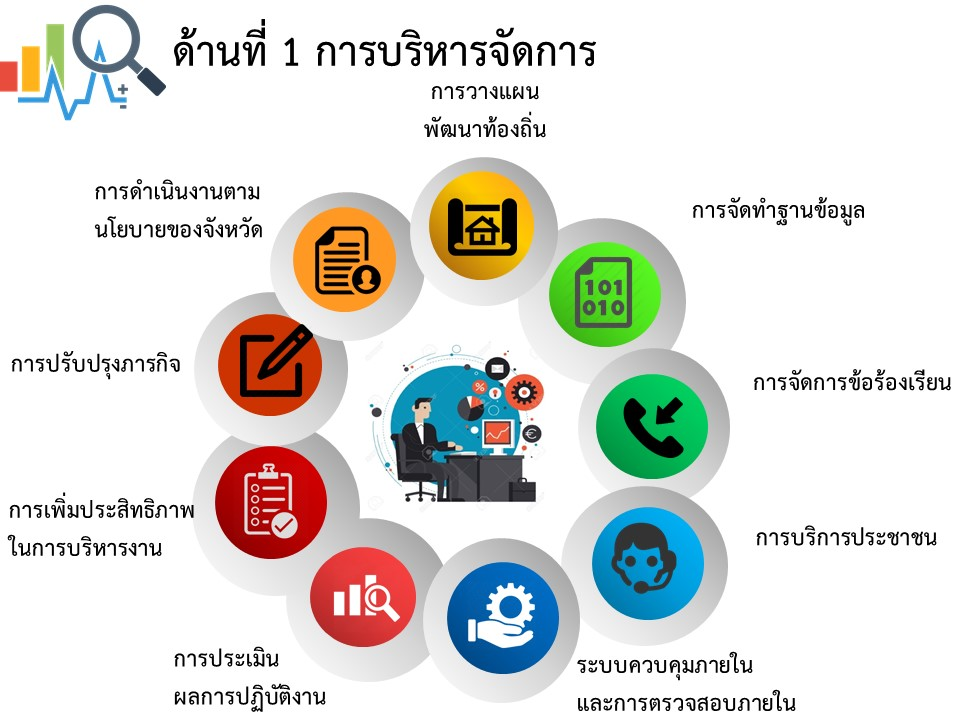 ด้านที่ 1 การบริหารจัดการ
การวางแผน
พัฒนาท้องถิ่น
การดำเนินงานตาม
นโยบายของจังหวัด
การจัดทำฐานข้อมูล
101
010
การปรับปรุงภารกิจ
การจัดการข้อร้องเรียน
%
€
การเพิ่มประสิทธิภาพ
ในการบริหารงาน
การบริการประชาชน
การประเมิน
ผลการปฏิบัติงาน
ระบบควบคุมภายใน
และการตรวจสอบภายใน